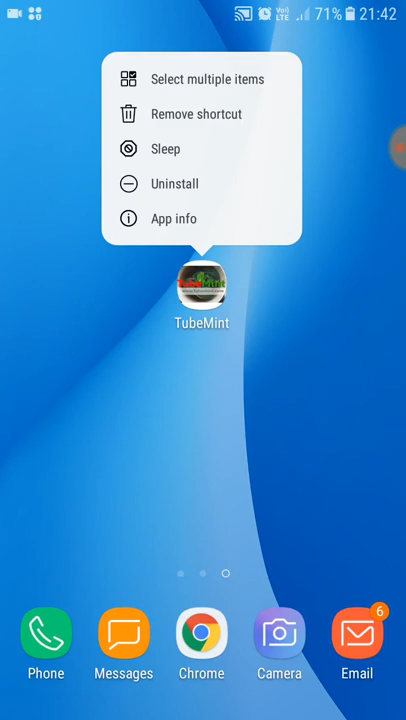 71% 21:42
Select multiple items
Remove shortcut
Sleep
Uninstall
App info
TubeMint
TubeMint
6
Phone
Messages
Chrome
Camera
Email